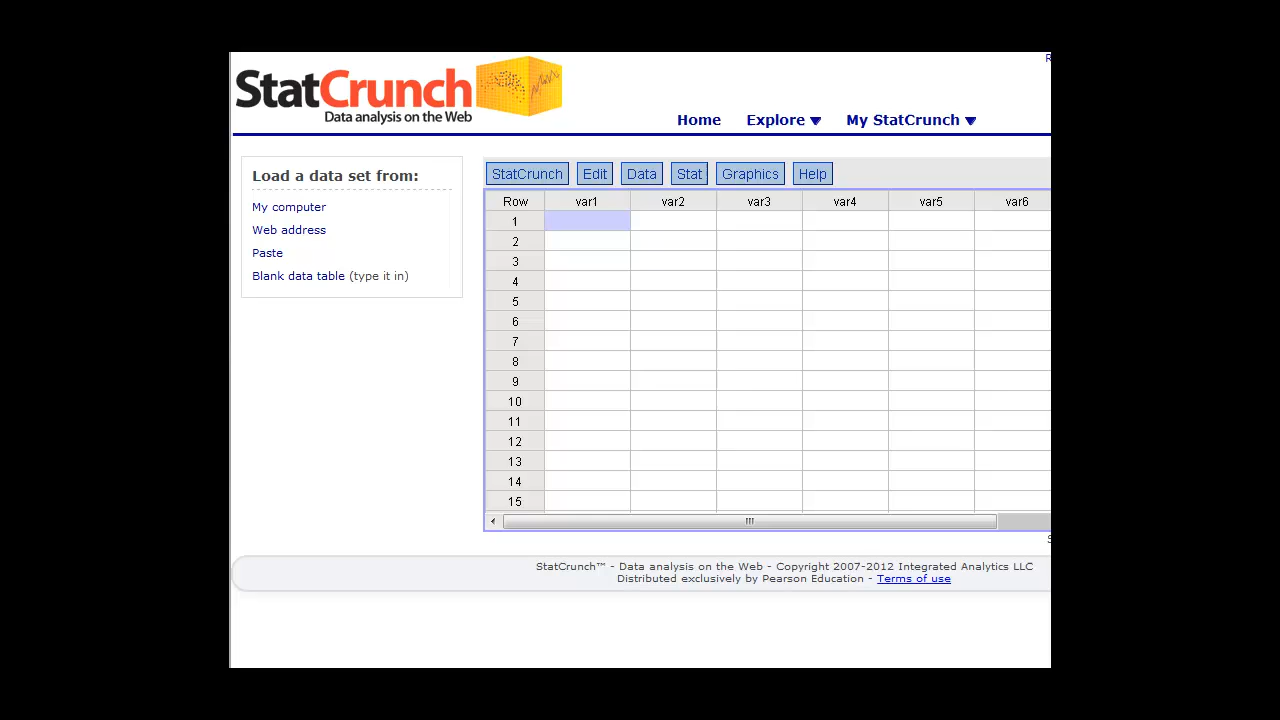 StatCrunch
Data analysis on the Web
Home Explore My StatCrunch
Load a data set from:
My computer
Web address
Paste
Blank data table (type it in)
StatCrunch Edit Data Stat Graphics Help
Row var1 var2 var3 var4 var5 var6
1
2
3
4
5
6
7
8
9
10
11
12
13
14
15
StatCrunch™ - Data analysis on the Web - Copyright 2007-2012 Integrated Analytics LLC
Distributed exclusively by Pearson Education - Terms of use